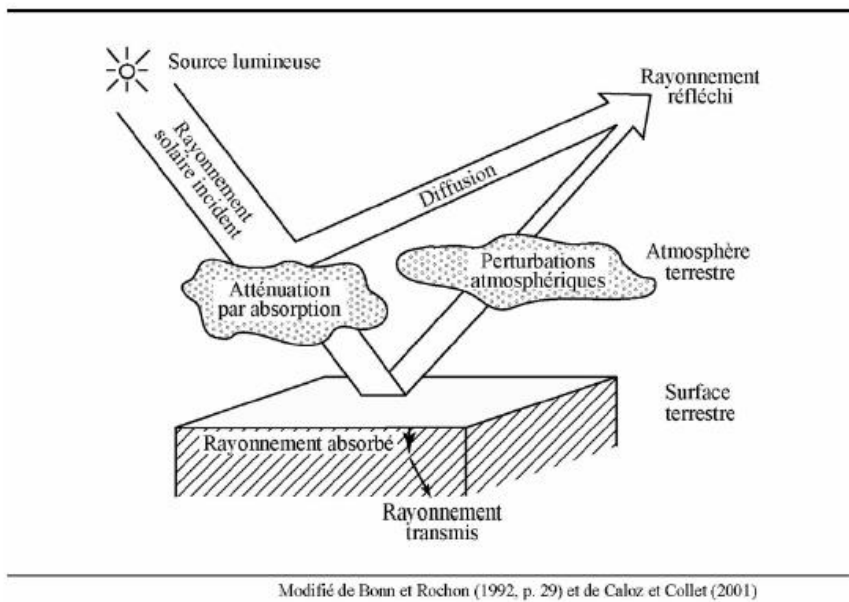 Source lumineuse
Rayonnement
réfléchi
Rayonnement
solaire incident
Diffusion
Atténuation
par absorption
Perturbations
atmosphériques
Atmosphère
terrestre
Surface
terrestre
Rayonnement absorbé
Rayonnement
transmis
Modifié de Bonn et Rochon (1992, p. 29) et de Caloz et Collet (2001)